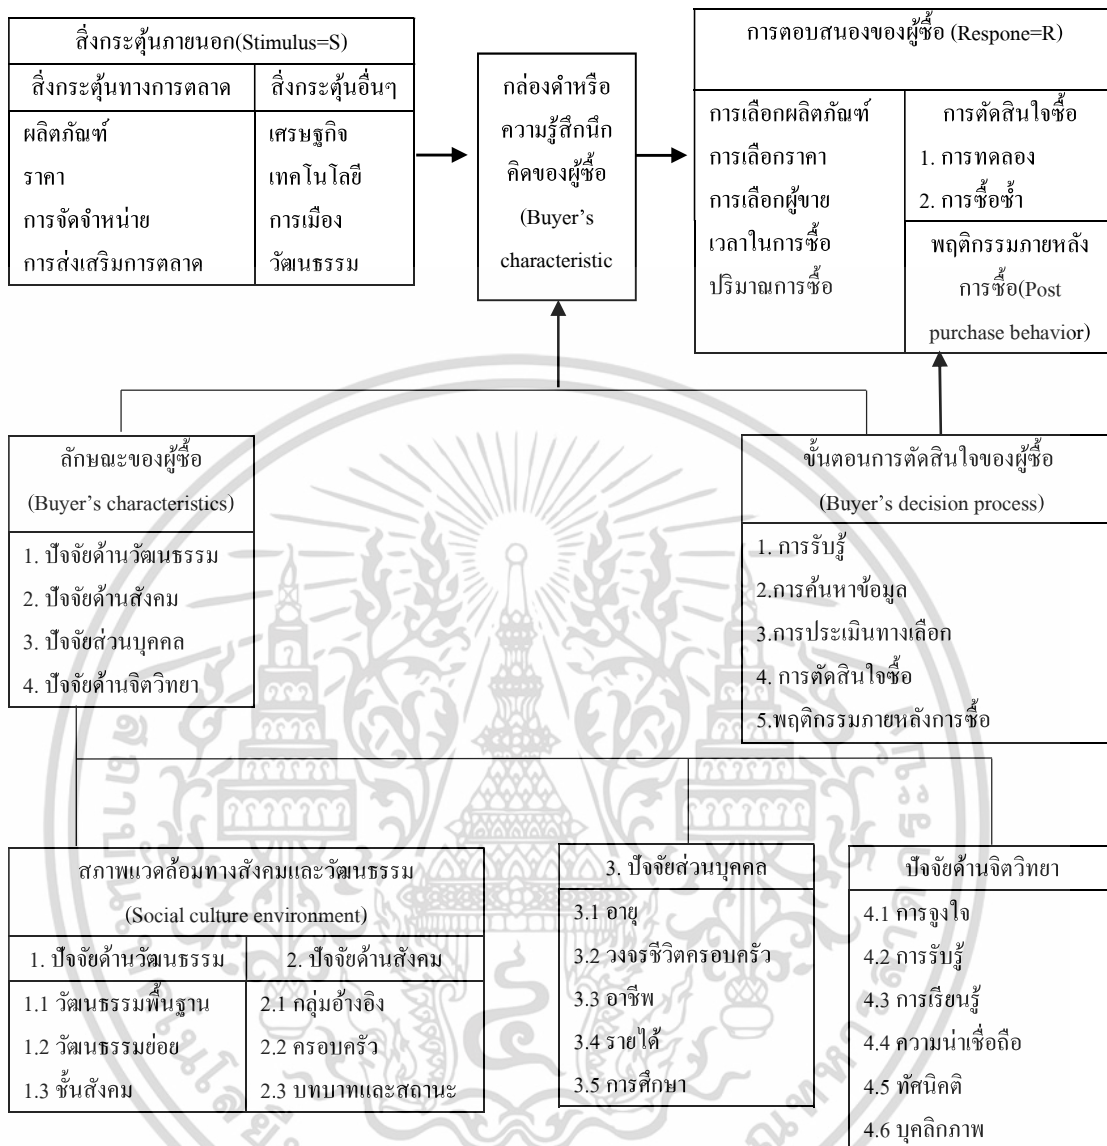 สิ่งกระตุ้นภายนอก(Stimulus=S)
สิ่งกระตุ้นทางการตลาด
สิ่งกระตุ้นอื่นๆ
ผลิตภัณฑ์
ราคา
การจัดจำหน่าย
การส่งเสริมการตลาด
เศรษฐกิจ
เทคโนโลยี
การเมือง
วัฒนธรรม
กล่องดำหรือ
ความรู้สึกนึก
คิดของผู้ซื้อ
(Buyer's
characteristic
การตอบสนองของผู้ซื้อ (Respone=R)
การเลือกผลิตภัณฑ์
การเลือกราคา
การเลือกผู้ขาย
เวลาในการซื้อ
ปริมาณการซื้อ
การตัดสินใจซื้อ
1. การทดลอง
2. การซื้อซ้ำ
พฤติกรรมภายหลัง
การซื้อ(Post
purchase behavior)
ลักษณะของผู้ซื้อ
(Buyer's characteristics)
1. ปัจจัยด้านวัฒนธรรม
2. ปัจจัยด้านสังคม
3. ปัจจัยส่วนบุคคล
4. ปัจจัยด้านจิตวิทยา
ขั้นตอนการตัดสินใจของผู้ซื้อ
(Buyer's decision process)
1. การรับรู้
2.การค้นหาข้อมูล
3.การประเมินทางเลือก
4. การตัดสินใจซื้อ
5.พฤติกรรมภายหลังการซื้อ
สภาพแวดล้อมทางสังคมและวัฒนธรรม
(Social culture environment)
1. ปัจจัยด้านวัฒนธรรม
1.1 วัฒนธรรมพื้นฐาน
1.2 วัฒนธรรมย่อย
1.3 ชั้นสังคม
2. ปัจจัยด้านสังคม
2.1 กลุ่มอ้างอิง
2.2 ครอบครัว
2.3 บทบาทและสถานะ
3. ปัจจัยส่วนบุคคล
3.1 อายุ
3.2 วงจรชีวิตครอบครัว
3.3 อาชีพ
3.4 รายได้
3.5 การศึกษา
ปัจจัยด้านจิตวิทยา
4.1 การจูงใจ
4.2 การรับรู้
4.3 การเรียนรู้
4.4 ความน่าเชื่อถือ
4.5 ทัศนิคติ
4.6 บุคลิกภาพ